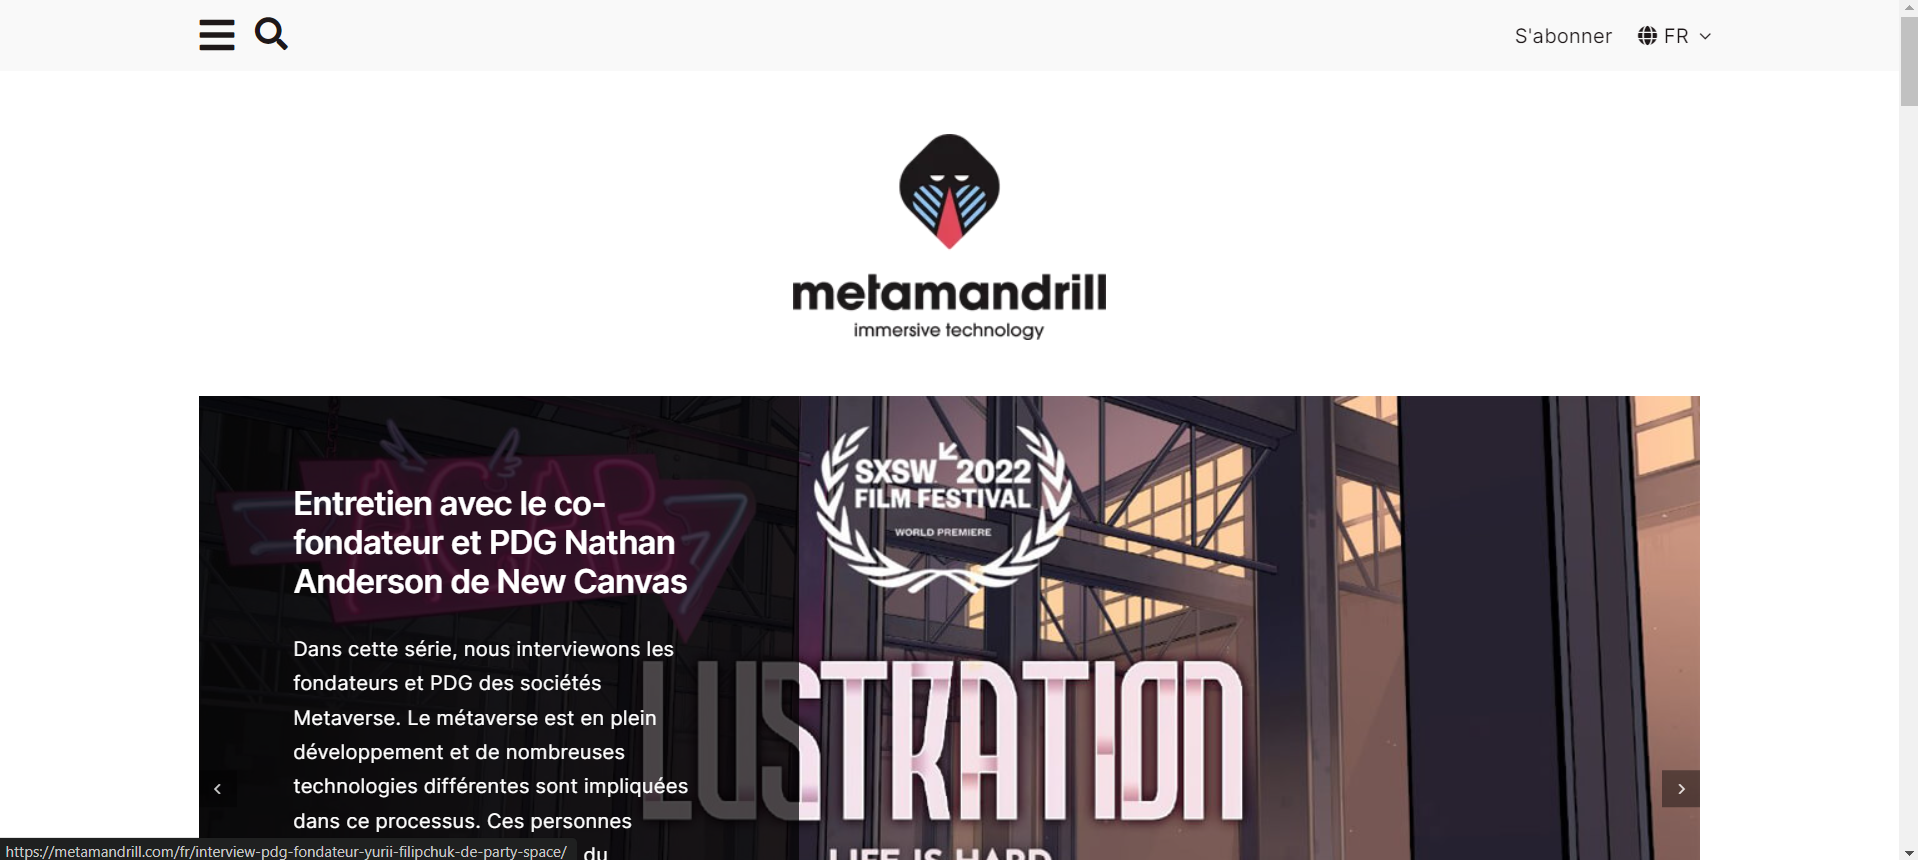 S'abonner
FR
metamandrill
immersive technology
SXSW 2022
FILM FESTIVAL
WORLD PREMIERE
Entretien avec le co-
fondateur et PDG Nathan
Anderson de New Canvas
Dans cette série, nous interviewons les
fondateurs et PDG des sociétés
Metaverse. Le métaverse est en plein
développement et de nombreuses
technologies différentes sont impliquées
dans ce processus. Ces personnes
du
LUSTRATION
LIFE IS HARD
https://metamandrill.com/fr/interview-pdg-fondateur-yurii-filipchuk-de-party-space/